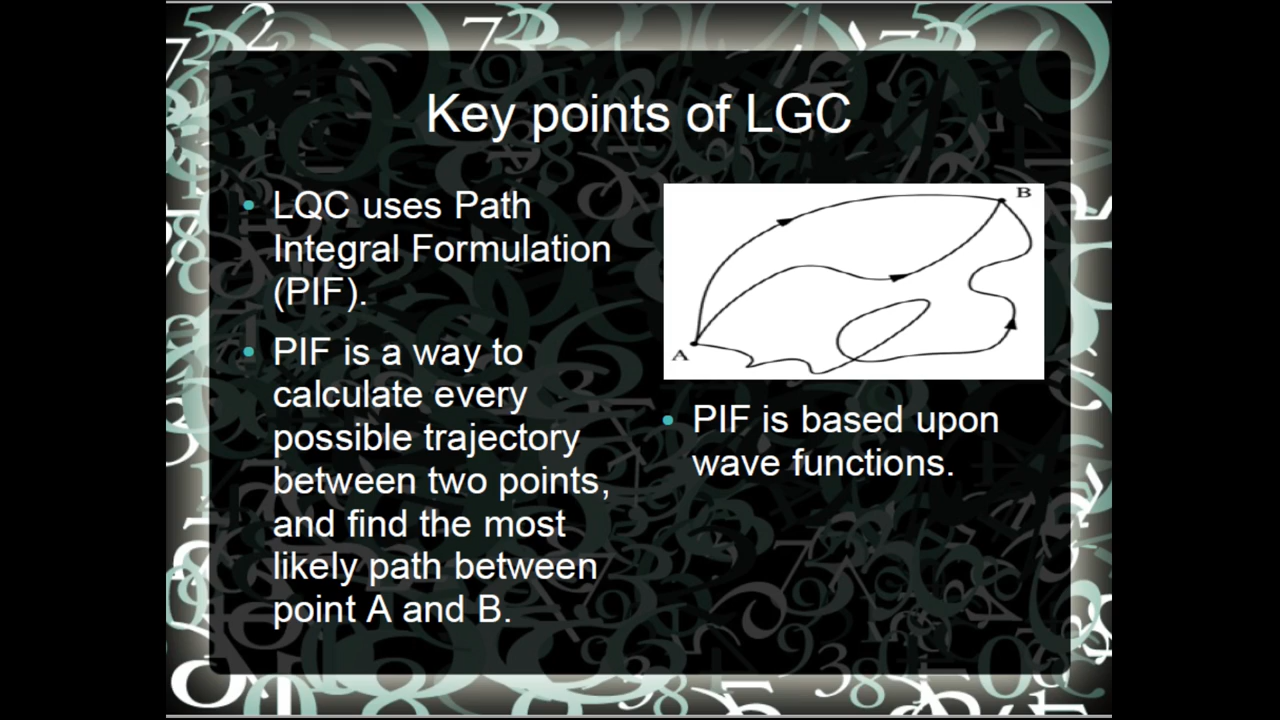 Key points of LGC
LQC uses Path
Integral Formulation
(PIF).
PIF is a way to
calculate every
possible trajectory
between two points,
and find the most
likely path between
point A and B.
B
A
PIF is based upon
wave functions.